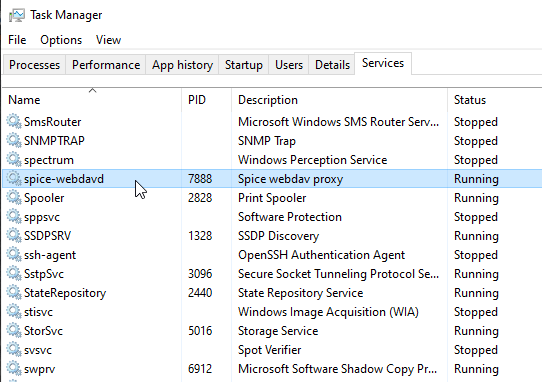 Task Manager
File Options View
Processes Performance App history Startup Users Details Services
Name PID Description Status
SmsRouter Microsoft Windows SMS Router Serv... Stopped
SNMPTRAP SNMP Trap Stopped
spectrum Windows Perception Service Stopped
spice-webdavd 7888 Spice webdav proxy Running
Spooler 2828 Print Spooler Running
sppsvc Software Protection Stopped
SSDPSRV 1328 SSDP Discovery Running
ssh-agent OpenSSH Authentication Agent Stopped
SstpSvc 3096 Secure Socket Tunneling Protocol Se... Running
StateRepository 2440 State Repository Service Running
stisvc Windows Image Acquisition (WIA) Stopped
StorSvc 5016 Storage Service Running
svsvc Spot Verifier Stopped
swprv 6912 Microsoft Software Shadow Copy Pr... Running